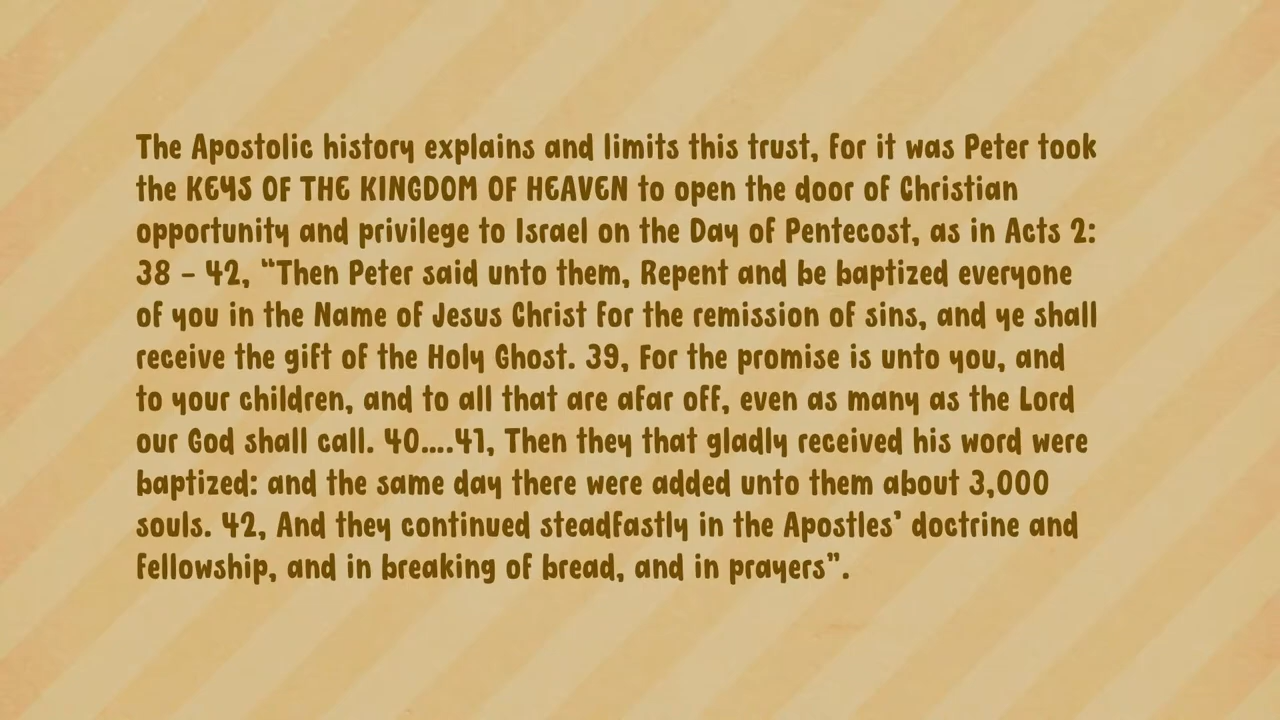 The Apostolic history explains and limits this trust, for it was Peter took
the KEYS OF THE KINGDOM OF HEAVEN to open the door of Christian
opportunity and privilege to Israel on the Day of Pentecost, as in Acts 2:
38 – 42, “Then Peter said unto them, Repent and be baptized everyone
of you in the Name of Jesus Christ for the remission of sins, and ye shall
receive the gift of the Holy Ghost. 39, For the promise is unto you, and
to your children, and to all that are afar off, even as many as the Lord
our God shall call. 40....41, Then they that gladly received his word were
baptized: and the same day there were added unto them about 3,000
souls. 42, And they continued steadfastly in the Apostles’ doctrine and
fellowship, and in breaking of bread, and in prayers”.